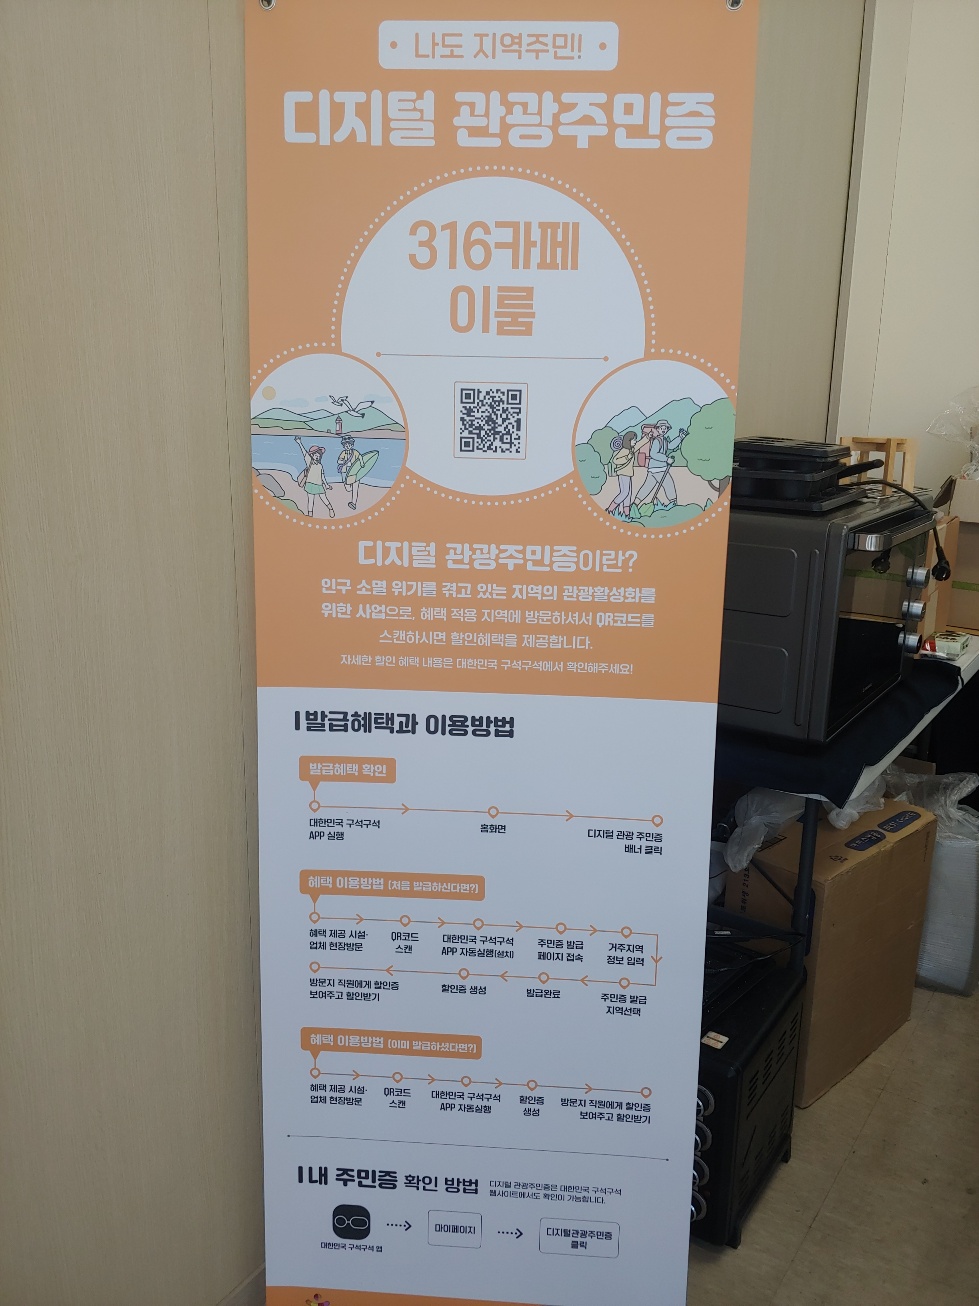 나도 지역주민!
디지털 관광주민증
316카페
이룸
디지털 관광주민증이란?
인구 소멸 위기를 겪고 있는 지역의 관광활성화를
위한 사업으로, 혜택 적용 지역에 방문하셔서 QR코드를
스캔하시면 할인혜택을 제공합니다.
자세한 할인 혜택 내용은 대한민국 구석구석에서 확인해주세요!
발급혜택과 이용방법
발급혜택 확인
대한민국 구석구석
APP 실행
홈화면
디지털 관광 주민증
배너 클릭
혜택 이용방법 (처음 발급하신다면?)
혜택 제공 시설·
업체 현장방문
QR코드
스캔
대한민국 구석구석
APP 자동실행(설치)
주민증 발급
페이지 접속
거주지역
정보 입력
주민증 발급
지역선택
발급완료
할인증 생성
방문지 직원에게 할인증
보여주고 할인받기
혜택 이용방법 (이미 발급하셨다면?)
혜택 제공 시설·
업체 현장방문
QR코드
스캔
대한민국 구석구석
APP 자동실행
할인증
생성
방문지 직원에게 할인증
보여주고 할인받기
내 주민증 확인 방법
디지털 관광주민증은 대한민국 구석구석
웹사이트에서도 확인이 가능합니다.
대한민국 구석구석 앱
마이페이지
디지털관광주민증
클릭